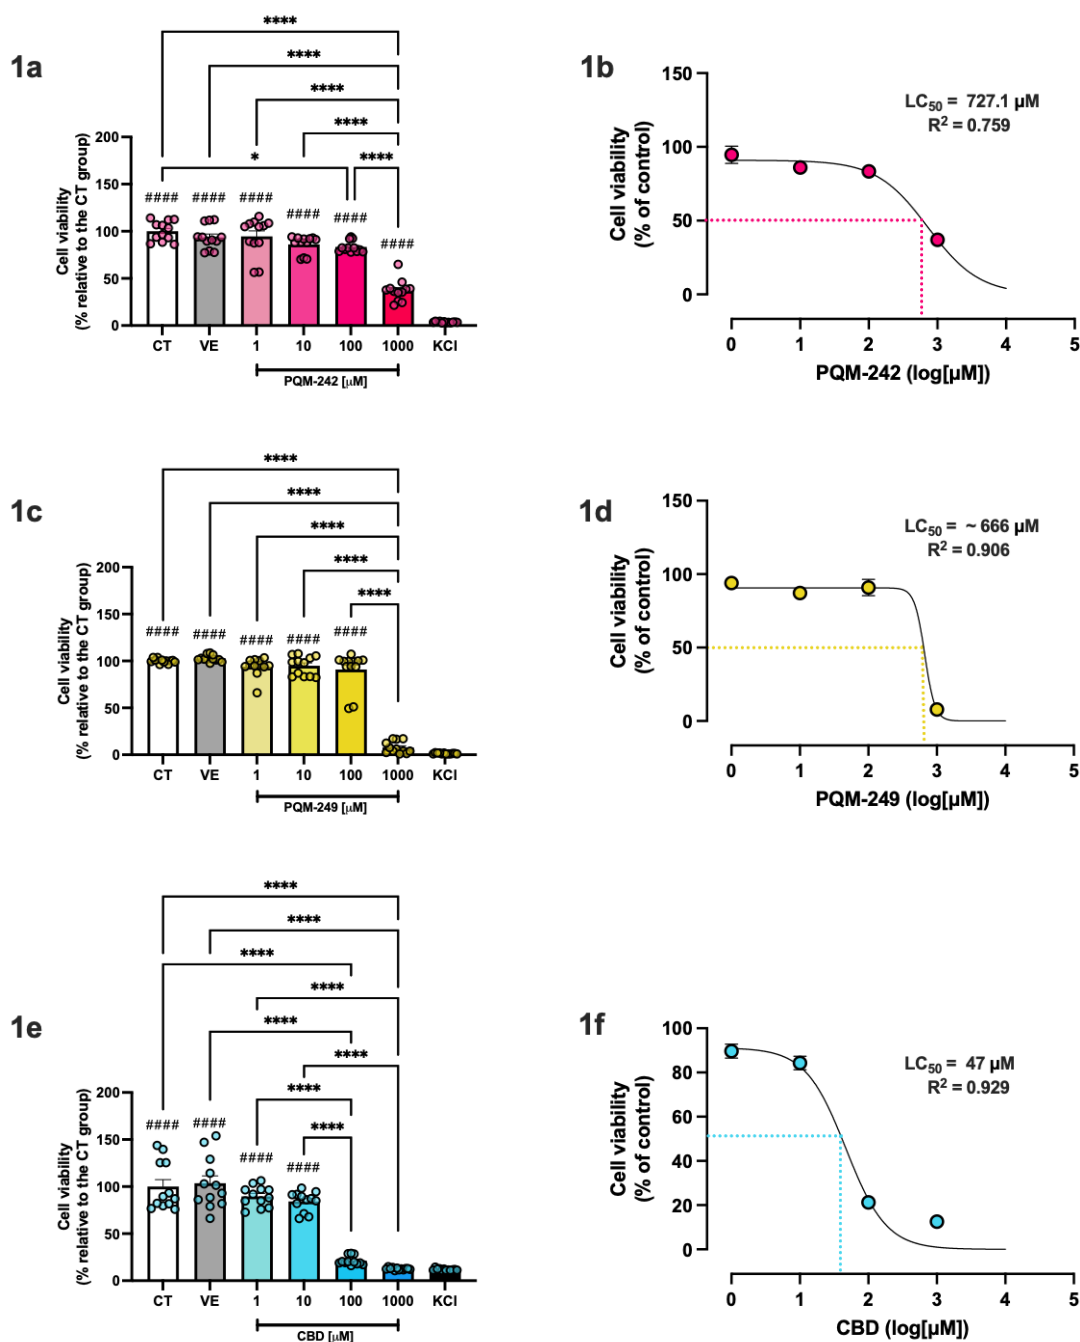 1a
****
****
****
****
*
****
Cell viability
(% relative to the CT group)
200
150
100
50
0
####
####
####
####
####
####
CT
VE
1
10
100
1000
KCl
PQM-242 [μM]
1b
Cell viability
(% of control)
150
100
50
0
LC50 = 727.1 μM
R2 = 0.759
0
1
2
3
4
5
PQM-242 (log[μM])
1c
****
****
****
****
****
Cell viability
(% relative to the CT group)
200
150
100
50
0
####
####
####
####
####
CT
VE
1
10
100
1000
KCl
PQM-249 [μM]
1d
Cell viability
(% of control)
150
100
50
0
LC50 = ~ 666 μM
R2 = 0.906
0
1
2
3
4
5
PQM-249 (log[μM])
1e
****
****
****
****
****
****
****
****
Cell viability
(% relative to the CT group)
200
150
100
50
0
####
####
####
####
CT
VE
1
10
100
1000
KCl
CBD [μM]
1f
Cell viability
(% of control)
100
80
60
40
20
0
LC50 = 47 μM
R2 = 0.929
0
1
2
3
4
5
CBD (log[μM])